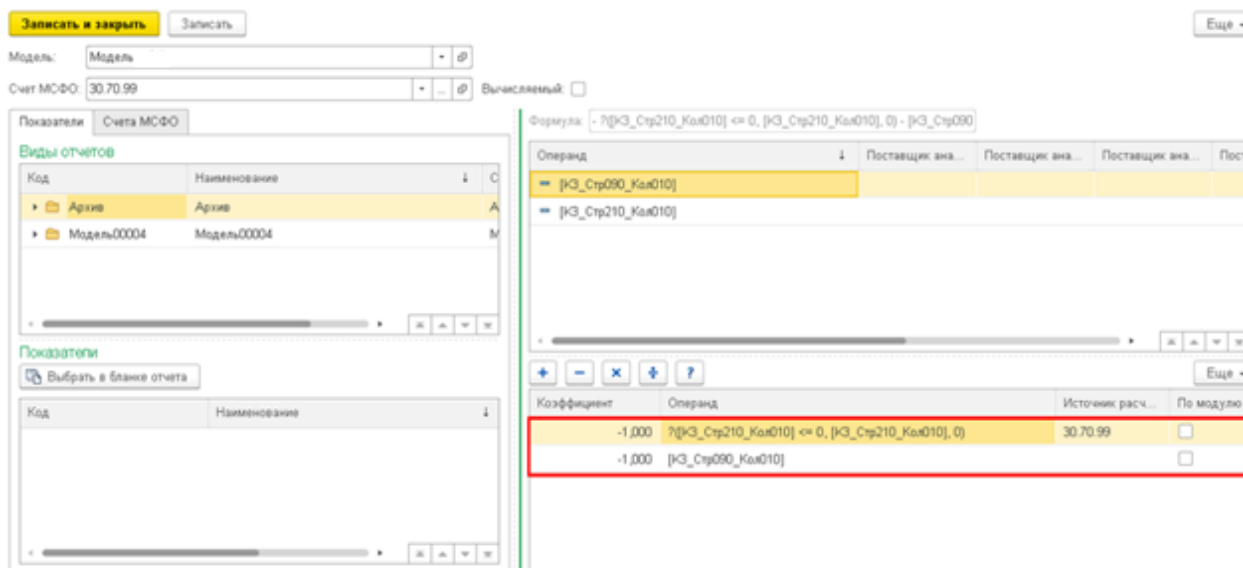 Записать и закрыть Записать Еще
Модель: Модель
Счет МСФО: 30.70.99 ... Вычисляемый:
Показатели Счета МСФО
Формула: - ?([КЗ_Стр210_Кол010] <= 0, [КЗ_Стр210_Кол010], 0) - [КЗ_Стр090
Виды отчетов
Операнд Поставщик ана... Поставщик ана... Поставщик ана... Пост
Код Наименование С
[КЗ_Стр090_Кол010]
Архив Архив А
[КЗ_Стр210_Кол010]
Модель00004 Модель00004 М
Показатели
Выбрать в бланке отчета
+ - × ÷ ? Еще
Код Наименование
Коэффициент Операнд Источник расч... По модулю
-1,000 ?([КЗ_Стр210_Кол010] <= 0, [КЗ_Стр210_Кол010], 0) 30.70.99
-1,000 [КЗ_Стр090_Кол010]